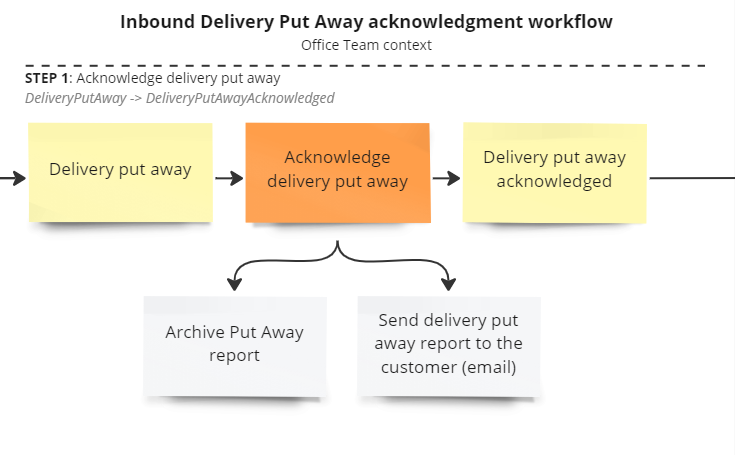 Inbound Delivery Put Away acknowledgment workflow
Office Team context
STEP 1: Acknowledge delivery put away
DeliveryPutAway -> DeliveryPutAwayAcknowledged
Delivery put away
Acknowledge
delivery put away
Delivery put away
acknowledged
Archive Put Away
report
Send delivery put
away report to the
customer (email)